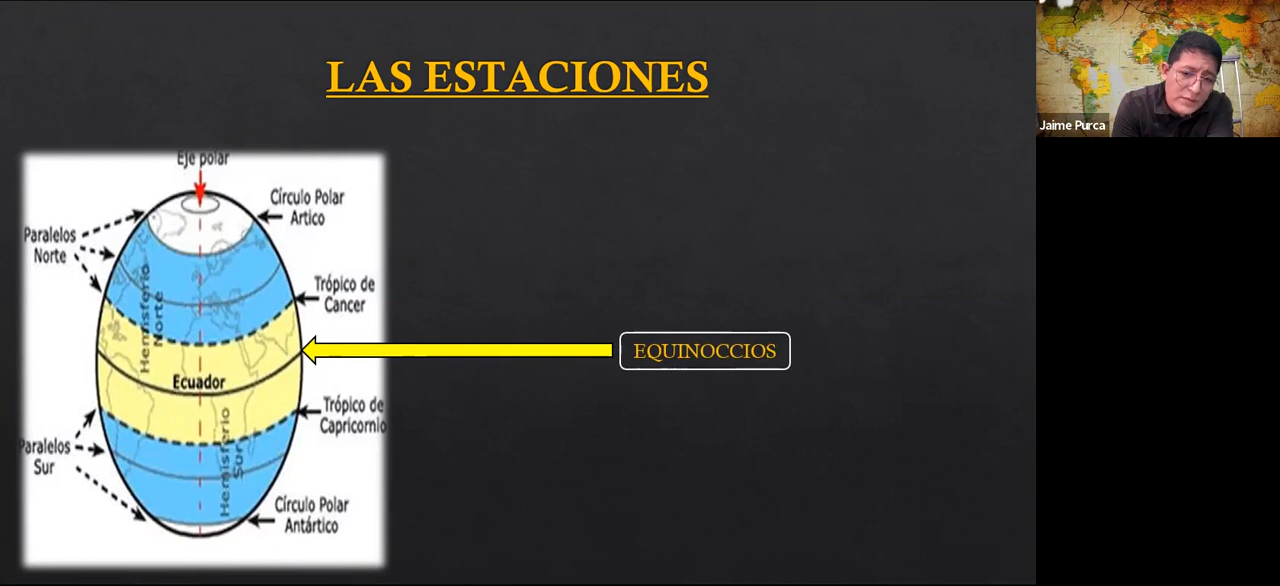 LAS ESTACIONES
Eje polar
Círculo Polar
Artico
Paralelos
Norte
Trópico de
Cancer
Hemisferio
Norte
EQUINOCCIOS
Ecuador
Trópico de
Capricornio
Paralelos
Sur
Hemisferio
Sur
Círculo Polar
Antártico
Jaime Purca